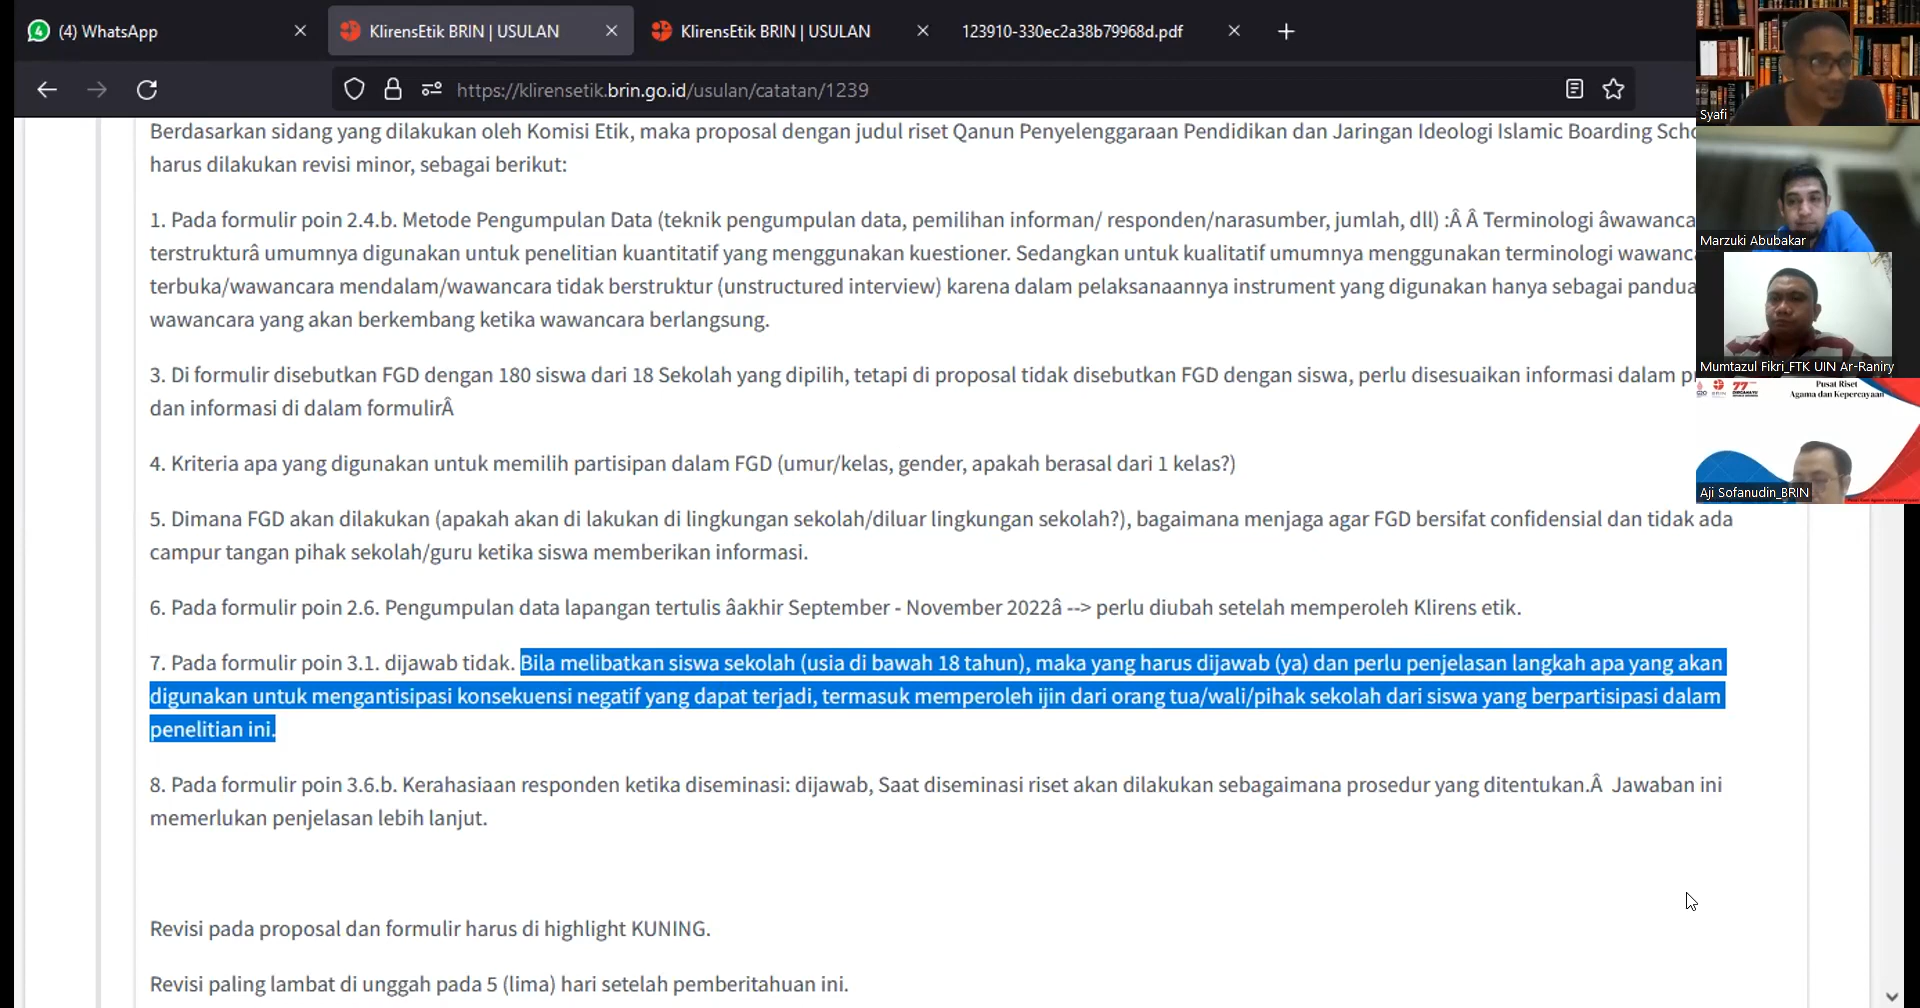 (4) WhatsApp
KlirensEtik BRIN | USULAN
KlirensEtik BRIN | USULAN
123910-330ec2a38b79968d.pdf
https://klirensetik.brin.go.id/usulan/catatan/1239
Berdasarkan sidang yang dilakukan oleh Komisi Etik, maka proposal dengan judul riset Qanun Penyelenggaraan Pendidikan dan Jaringan Ideologi Islamic Boarding Scho
harus dilakukan revisi minor, sebagai berikut:
1. Pada formulir poin 2.4.b. Metode Pengumpulan Data (teknik pengumpulan data, pemilihan informan/ responden/narasumber, jumlah, dll) :Â Â Terminologi âwawanca
terstrukturâ umumnya digunakan untuk penelitian kuantitatif yang menggunakan kuestioner. Sedangkan untuk kualitatif umumnya menggunakan terminologi wawanc
terbuka/wawancara mendalam/wawancara tidak berstruktur (unstructured interview) karena dalam pelaksanaannya instrument yang digunakan hanya sebagai pandua
wawancara yang akan berkembang ketika wawancara berlangsung.
3. Di formulir disebutkan FGD dengan 180 siswa dari 18 Sekolah yang dipilih, tetapi di proposal tidak disebutkan FGD dengan siswa, perlu disesuaikan informasi dalam p
dan informasi di dalam formulirÂ
4. Kriteria apa yang digunakan untuk memilih partisipan dalam FGD (umur/kelas, gender, apakah berasal dari 1 kelas?)
5. Dimana FGD akan dilakukan (apakah akan di lakukan di lingkungan sekolah/diluar lingkungan sekolah?), bagaimana menjaga agar FGD bersifat confidensial dan tidak ada
campur tangan pihak sekolah/guru ketika siswa memberikan informasi.
6. Pada formulir poin 2.6. Pengumpulan data lapangan tertulis âakhir September - November 2022â --> perlu diubah setelah memperoleh Klirens etik.
7. Pada formulir poin 3.1. dijawab tidak. Bila melibatkan siswa sekolah (usia di bawah 18 tahun), maka yang harus dijawab (ya) dan perlu penjelasan langkah apa yang akan
digunakan untuk mengantisipasi konsekuensi negatif yang dapat terjadi, termasuk memperoleh ijin dari orang tua/wali/pihak sekolah dari siswa yang berpartisipasi dalam
penelitian ini.
8. Pada formulir poin 3.6.b. Kerahasiaan responden ketika diseminasi: dijawab, Saat diseminasi riset akan dilakukan sebagaimana prosedur yang ditentukan.Â Jawaban ini
memerlukan penjelasan lebih lanjut.
Revisi pada proposal dan formulir harus di highlight KUNING.
Revisi paling lambat di unggah pada 5 (lima) hari setelah pemberitahuan ini.
Syafi
Marzuki Abubakar
Mumtazul Fikri_FTK UIN Ar-Raniry
77
Pusat Riset
Agama dan Kepercayaan
Aji Sofanudin_BRIN